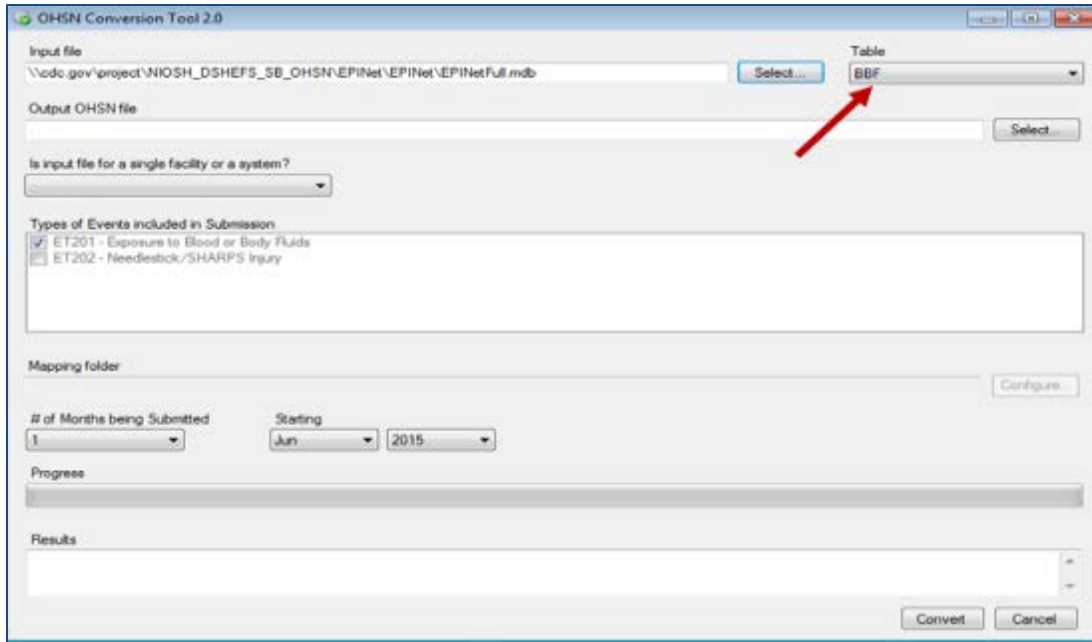 OHSN Conversion Tool 2.0
Input file
Table
\\cdc.gov\project\NIOSH_DSHEFS_SB_OHSN\EPINet\EPINet\EPINetFull.mdb
Select...
BBF
Output OHSN file
Select...
Is input file for a single facility or a system?
Types of Events included in Submission
ET201 - Exposure to Blood or Body Fluids
ET202 - Needlestick/SHARPS Injury
Mapping folder
Configure...
# of Months being Submitted
Starting
1
Jun
2015
Progress
Results
Convert
Cancel